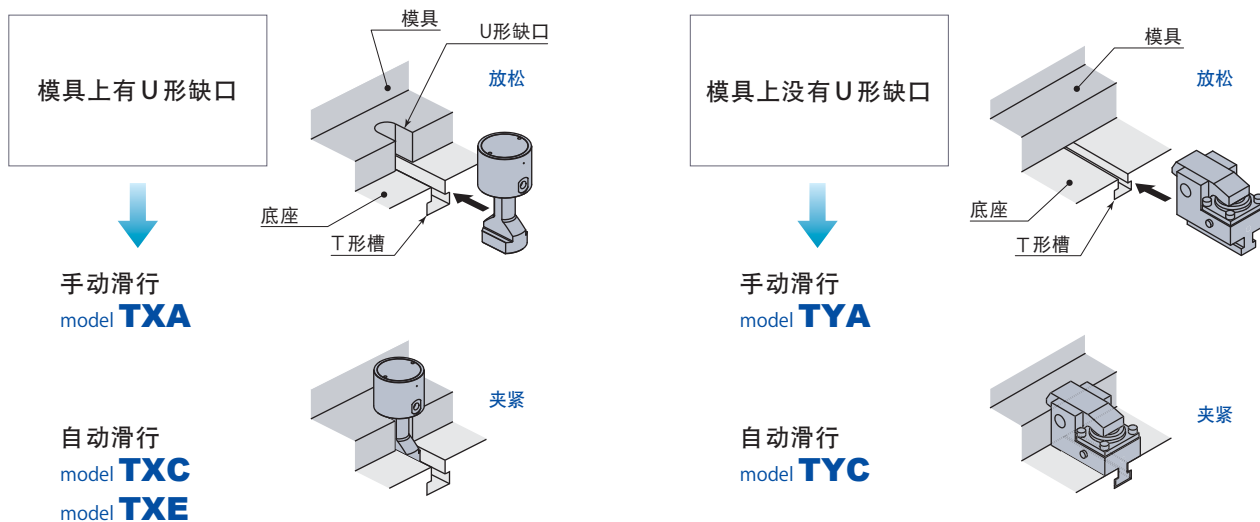 模具上有U形缺口
模具
U形缺口
放松
底座
T形槽
手动滑行
model TXA
夹紧
自动滑行
model TXC
model TXE
模具上没有U形缺口
模具
放松
底座
T形槽
手动滑行
model TYA
夹紧
自动滑行
model TYC